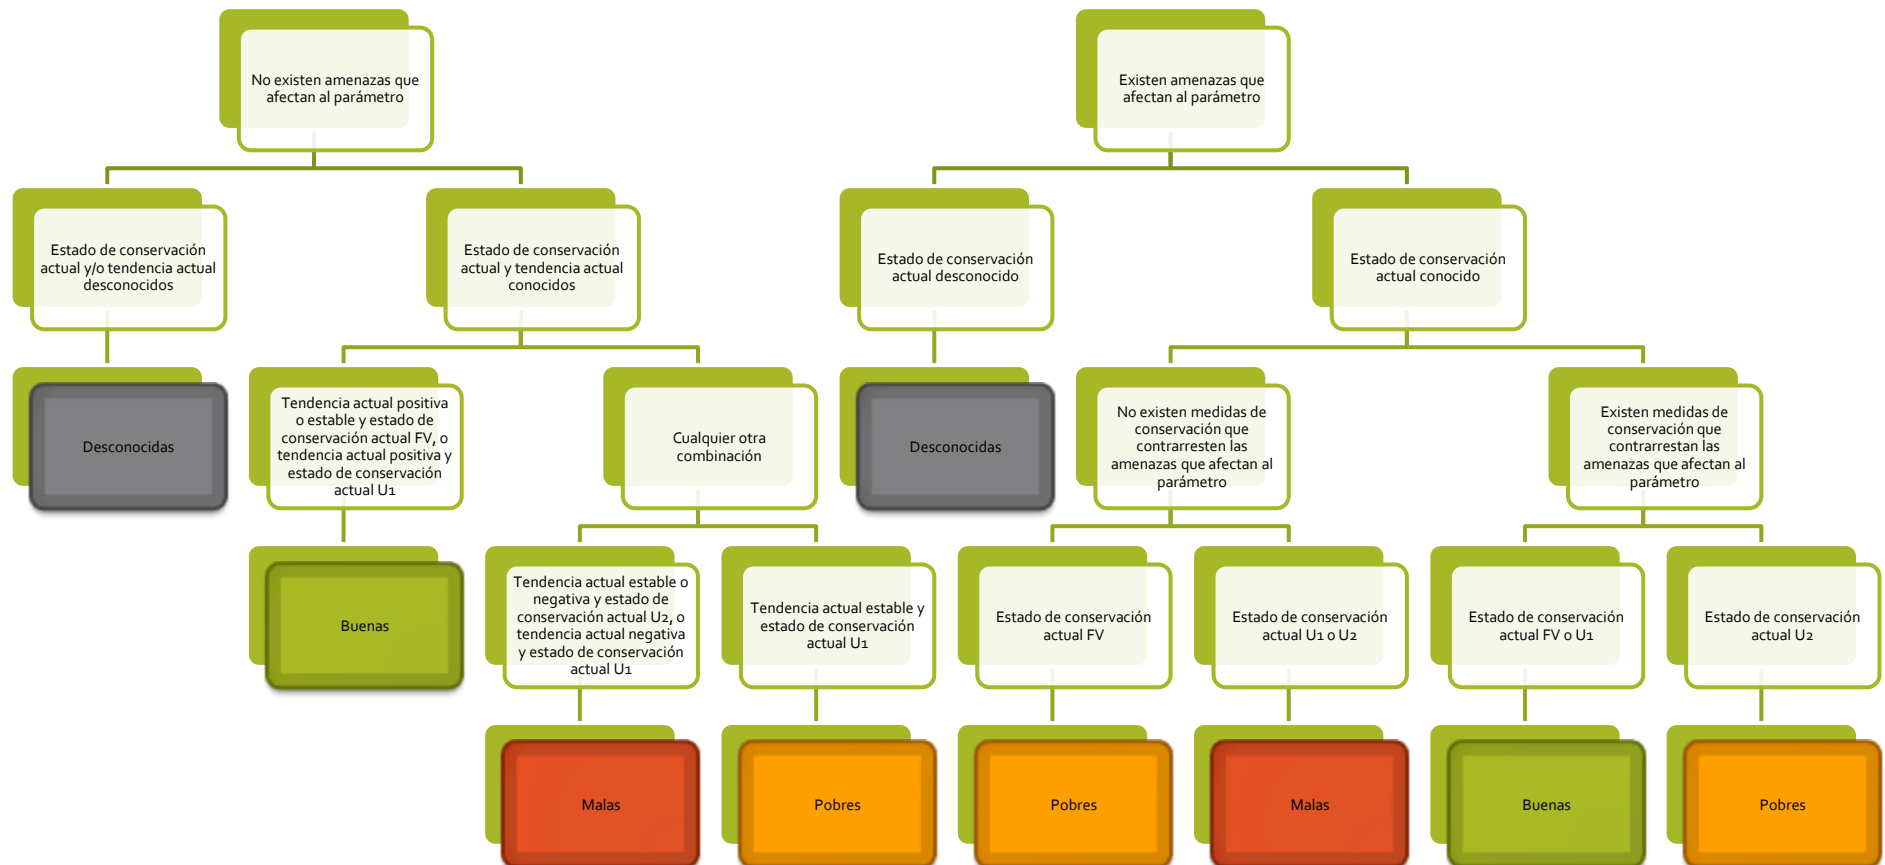 No existen amenazas que
afectan al parámetro
Existen amenazas que
afectan al parámetro
Estado de conservación
actual y/o tendencia actual
desconocidos
Estado de conservación
actual y tendencia actual
conocidos
Estado de conservación
actual desconocido
Estado de conservación
actual conocido
Desconocidas
Tendencia actual positiva
o estable y estado de
conservación actual FV, o
tendencia actual positiva y
estado de conservación
actual U1
Cualquier otra
combinación
Desconocidas
No existen medidas de
conservación que
contrarresten las
amenazas que afectan al
parámetro
Existen medidas de
conservación que
contrarrestan las
amenazas que afectan al
parámetro
Buenas
Tendencia actual estable o
negativa y estado de
conservación actual U2, o
tendencia actual negativa
y estado de conservación
actual U1
Tendencia actual estable y
estado de conservación
actual U1
Estado de conservación
actual FV
Estado de conservación
actual U1 o U2
Estado de conservación
actual FV o U1
Estado de conservación
actual U2
Malas
Pobres
Pobres
Malas
Buenas
Pobres